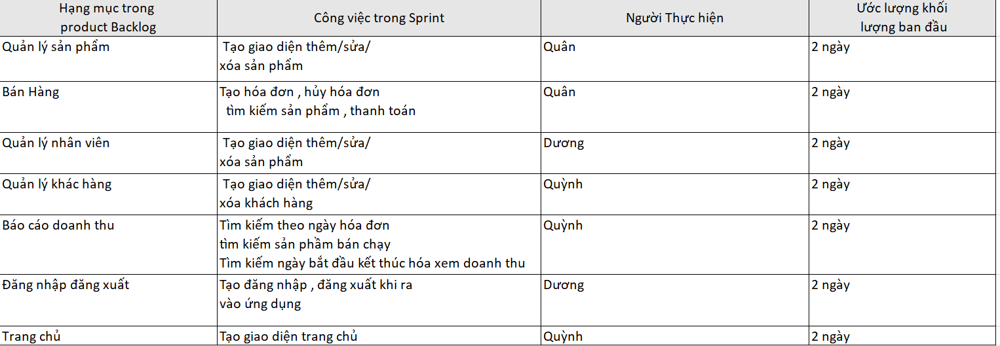 Hạng mục trong
product Backlog
Công việc trong Sprint
Người Thực hiện
Ước lượng khối
lượng ban đầu
Quản lý sản phẩm
Tạo giao diện thêm/sửa/
xóa sản phẩm
Quân
2 ngày
Bán Hàng
Tạo hóa đơn , hủy hóa đơn
tìm kiếm sản phẩm , thanh toán
Quân
2 ngày
Quản lý nhân viên
Tạo giao diện thêm/sửa/
xóa sản phẩm
Dương
2 ngày
Quản lý khác hàng
Tạo giao diện thêm/sửa/
xóa khách hàng
Quỳnh
2 ngày
Báo cáo doanh thu
Tìm kiếm theo ngày hóa đơn
tìm kiếm sản phầm bán chạy
Tìm kiếm ngày bắt đầu kết thúc hóa xem doanh thu
Quỳnh
2 ngày
Đăng nhập đăng xuất
Tạo đăng nhập , đăng xuất khi ra
vào ứng dụng
Dương
2 ngày
Trang chủ
Tạo giao diện trang chủ
Quỳnh
2 ngày